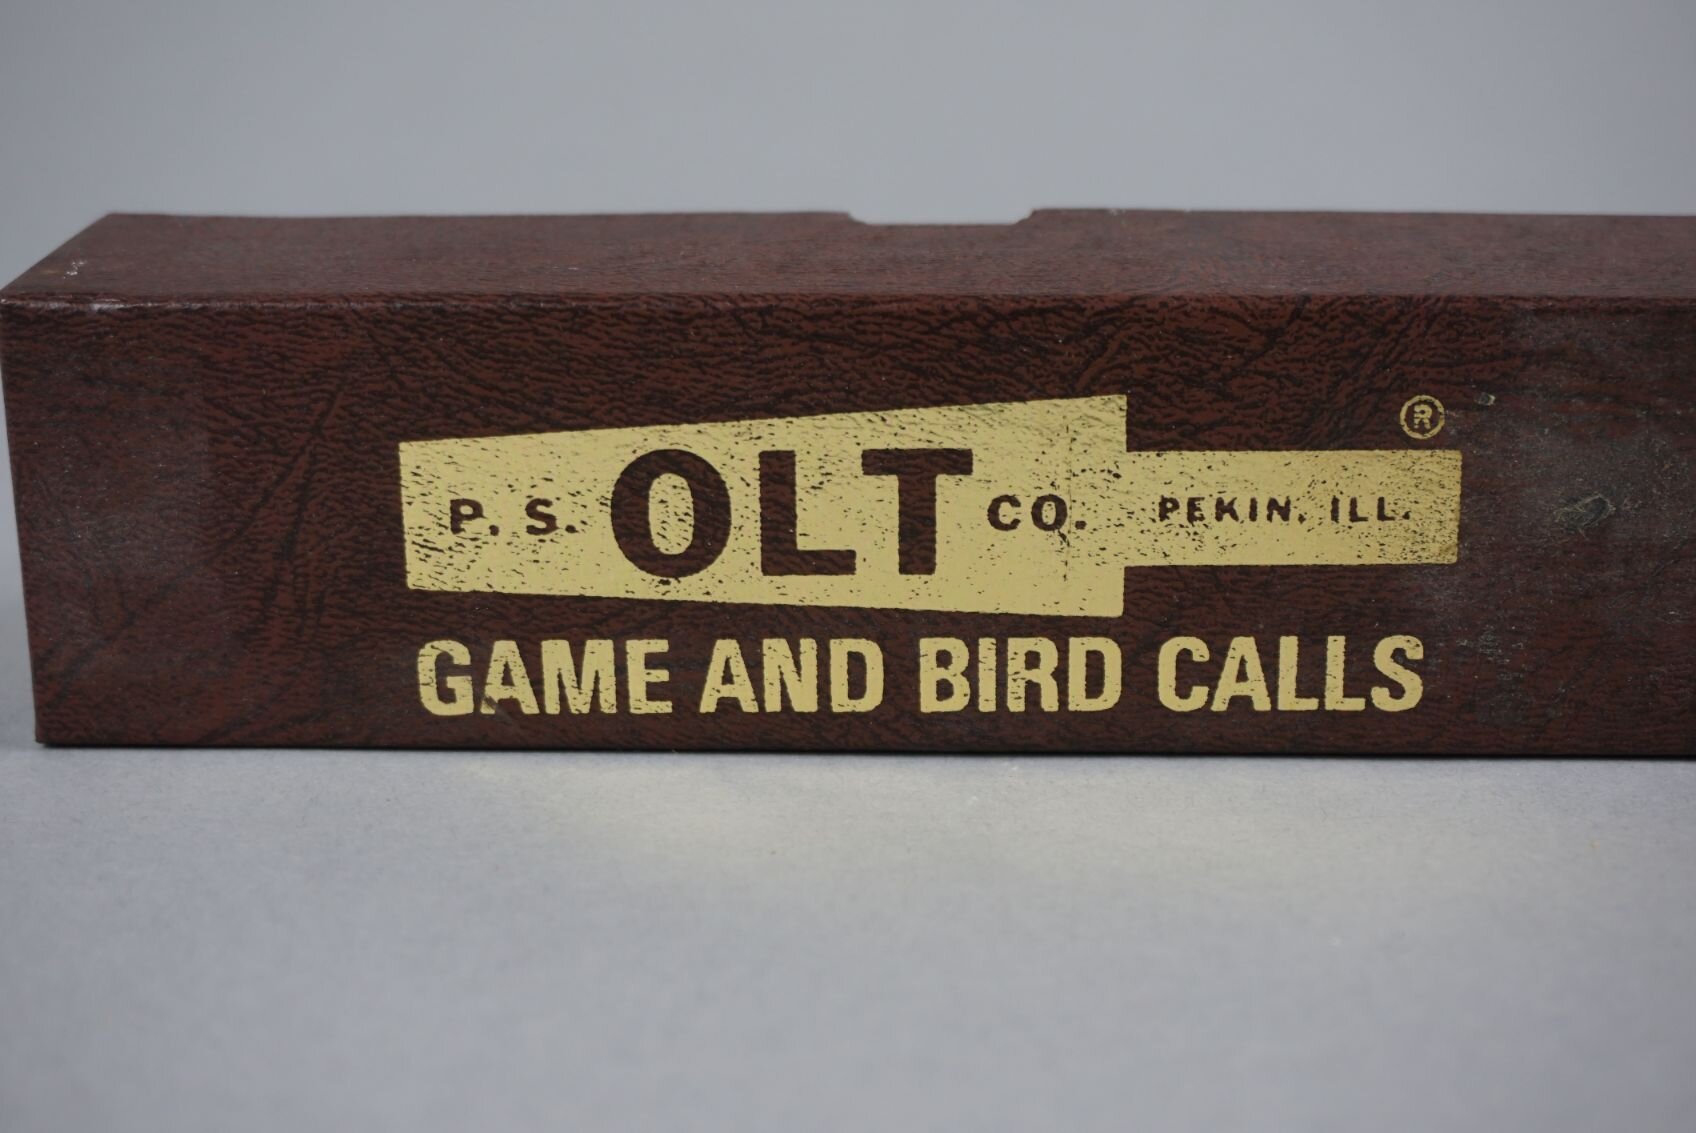 P. S. OLT CO. PEKIN, ILL. ®
GAME AND BIRD CALLS